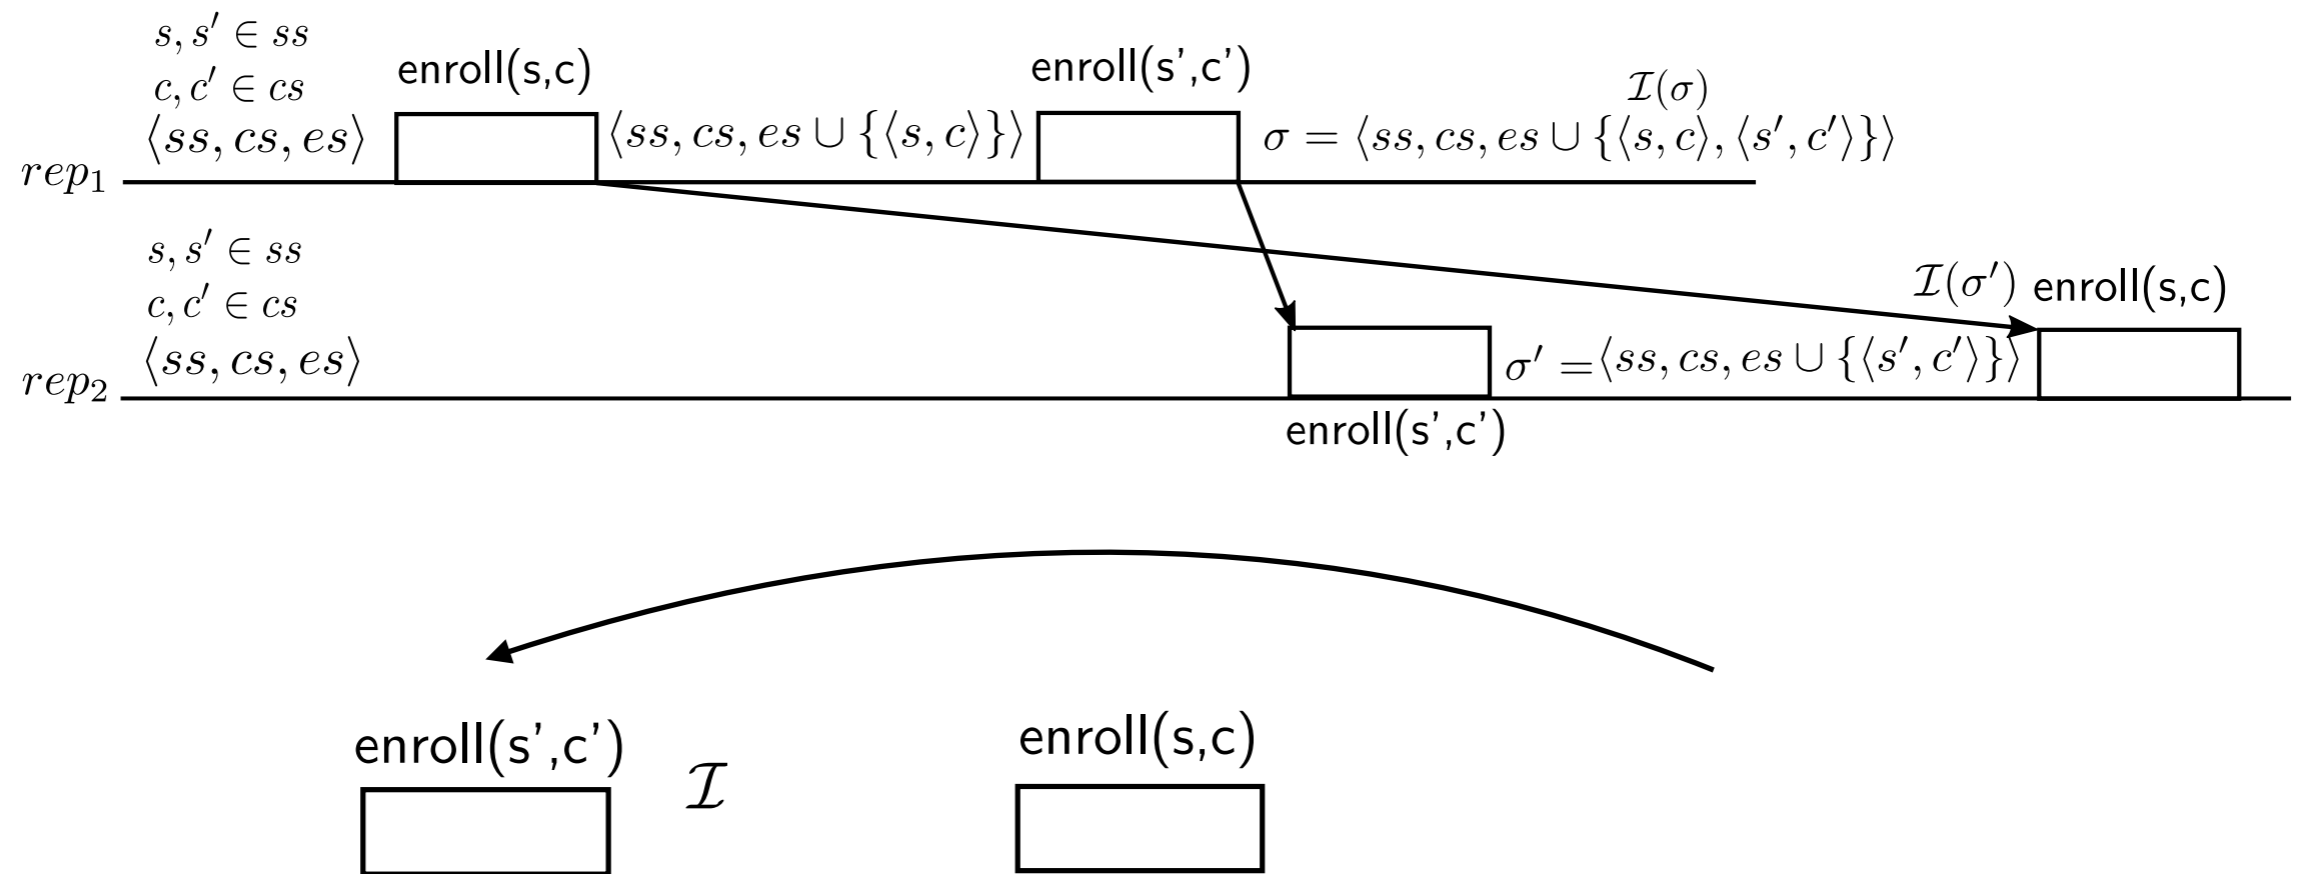 s, s′ ∈ ss
c, c′ ∈ cs
⟨ss, cs, es⟩
enroll(s,c)
⟨ss, cs, es ∪ {⟨s, c⟩}⟩
enroll(s',c')
ℐ(σ)
σ = ⟨ss, cs, es ∪ {⟨s, c⟩, ⟨s′, c′⟩}⟩
rep₁
s, s′ ∈ ss
c, c′ ∈ cs
⟨ss, cs, es⟩
rep₂
enroll(s',c')
σ′ =⟨ss, cs, es ∪ {⟨s′, c′⟩}⟩
ℐ(σ′)
enroll(s,c)
enroll(s',c')
ℐ
enroll(s,c)